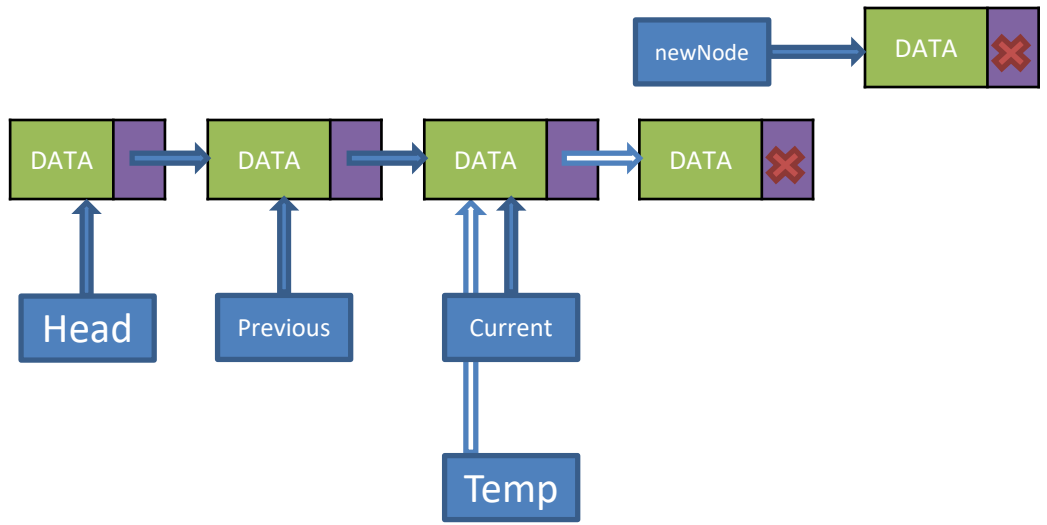 newNode
DATA
DATA
DATA
DATA
DATA
Head
Previous
Current
Temp